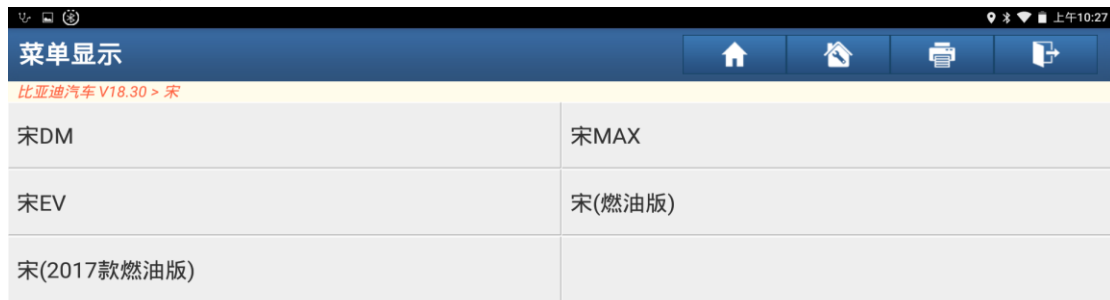 上午10:27
菜单显示
比亚迪汽车 V18.30 > 宋
宋DM 宋MAX
宋EV 宋(燃油版)
宋(2017款燃油版)